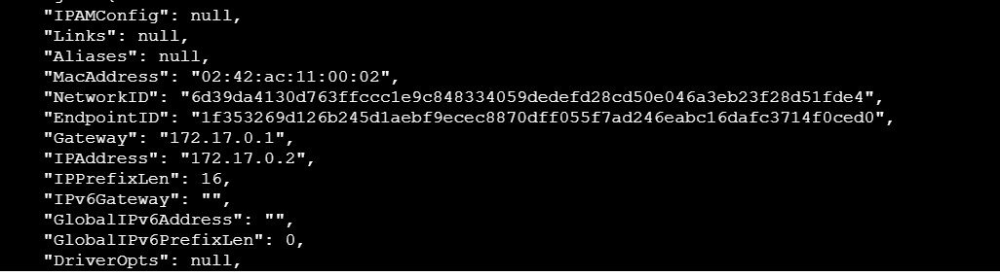 "IPAMConfig": null,
"Links": null,
"Aliases": null,
"MacAddress": "02:42:ac:11:00:02",
"NetworkID": "6d39da4130d763ffccc1e9c848334059dedefd28cd50e046a3eb23f28d51fde4",
"EndpointID": "1f353269d126b245d1aebf9ecec8870dff055f7ad246eabc16dafc3714f0ced0",
"Gateway": "172.17.0.1",
"IPAddress": "172.17.0.2",
"IPPrefixLen": 16,
"IPv6Gateway": "",
"GlobalIPv6Address": "",
"GlobalIPv6PrefixLen": 0,
"DriverOpts": null,